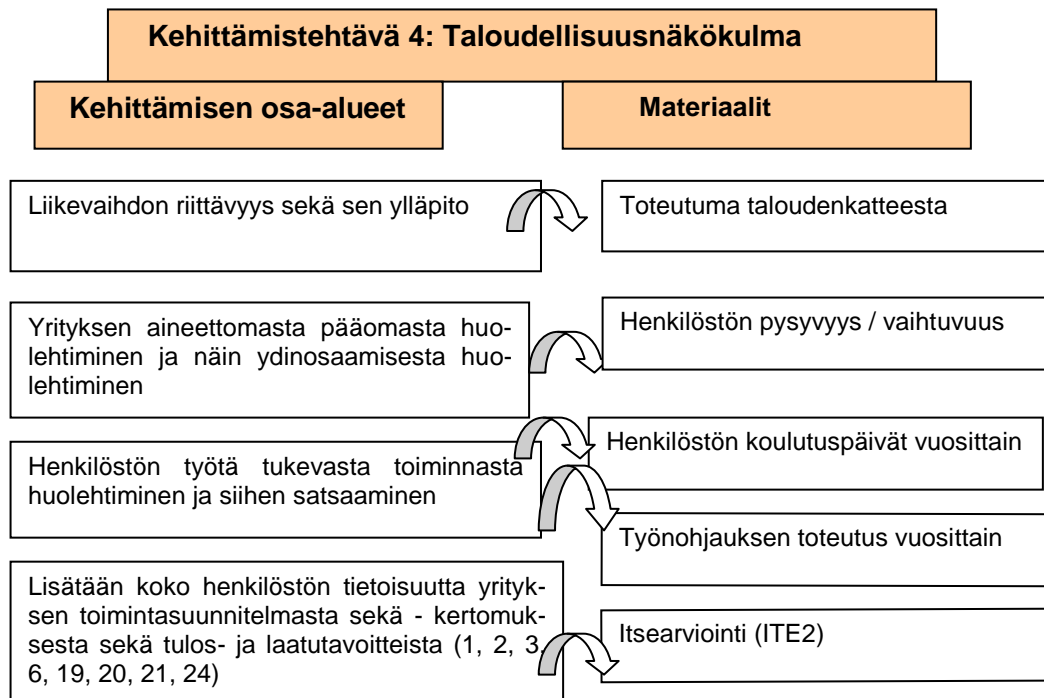 Kehittämistehtävä 4: Taloudellisuusnäkökulma
Kehittämisen osa-alueet
Materiaalit
Liikevaihdon riittävyys sekä sen ylläpito
Toteutuma taloudenkatteesta
Yrityksen aineettomasta pääomasta huo-
lehtiminen ja näin ydinosaamisesta huo-
lehtiminen
Henkilöstön pysyvyys / vaihtuvuus
Henkilöstön työtä tukevasta toiminnasta
huolehtiminen ja siihen satsaaminen
Henkilöstön koulutuspäivät vuosittain
Työnohjauksen toteutus vuosittain
Lisätään koko henkilöstön tietoisuutta yrityk-
sen toimintasuunnitelmasta sekä - kertomuk-
sesta sekä tulos- ja laatutavoitteista (1, 2, 3,
6, 19, 20, 21, 24)
Itsearviointi (ITE2)